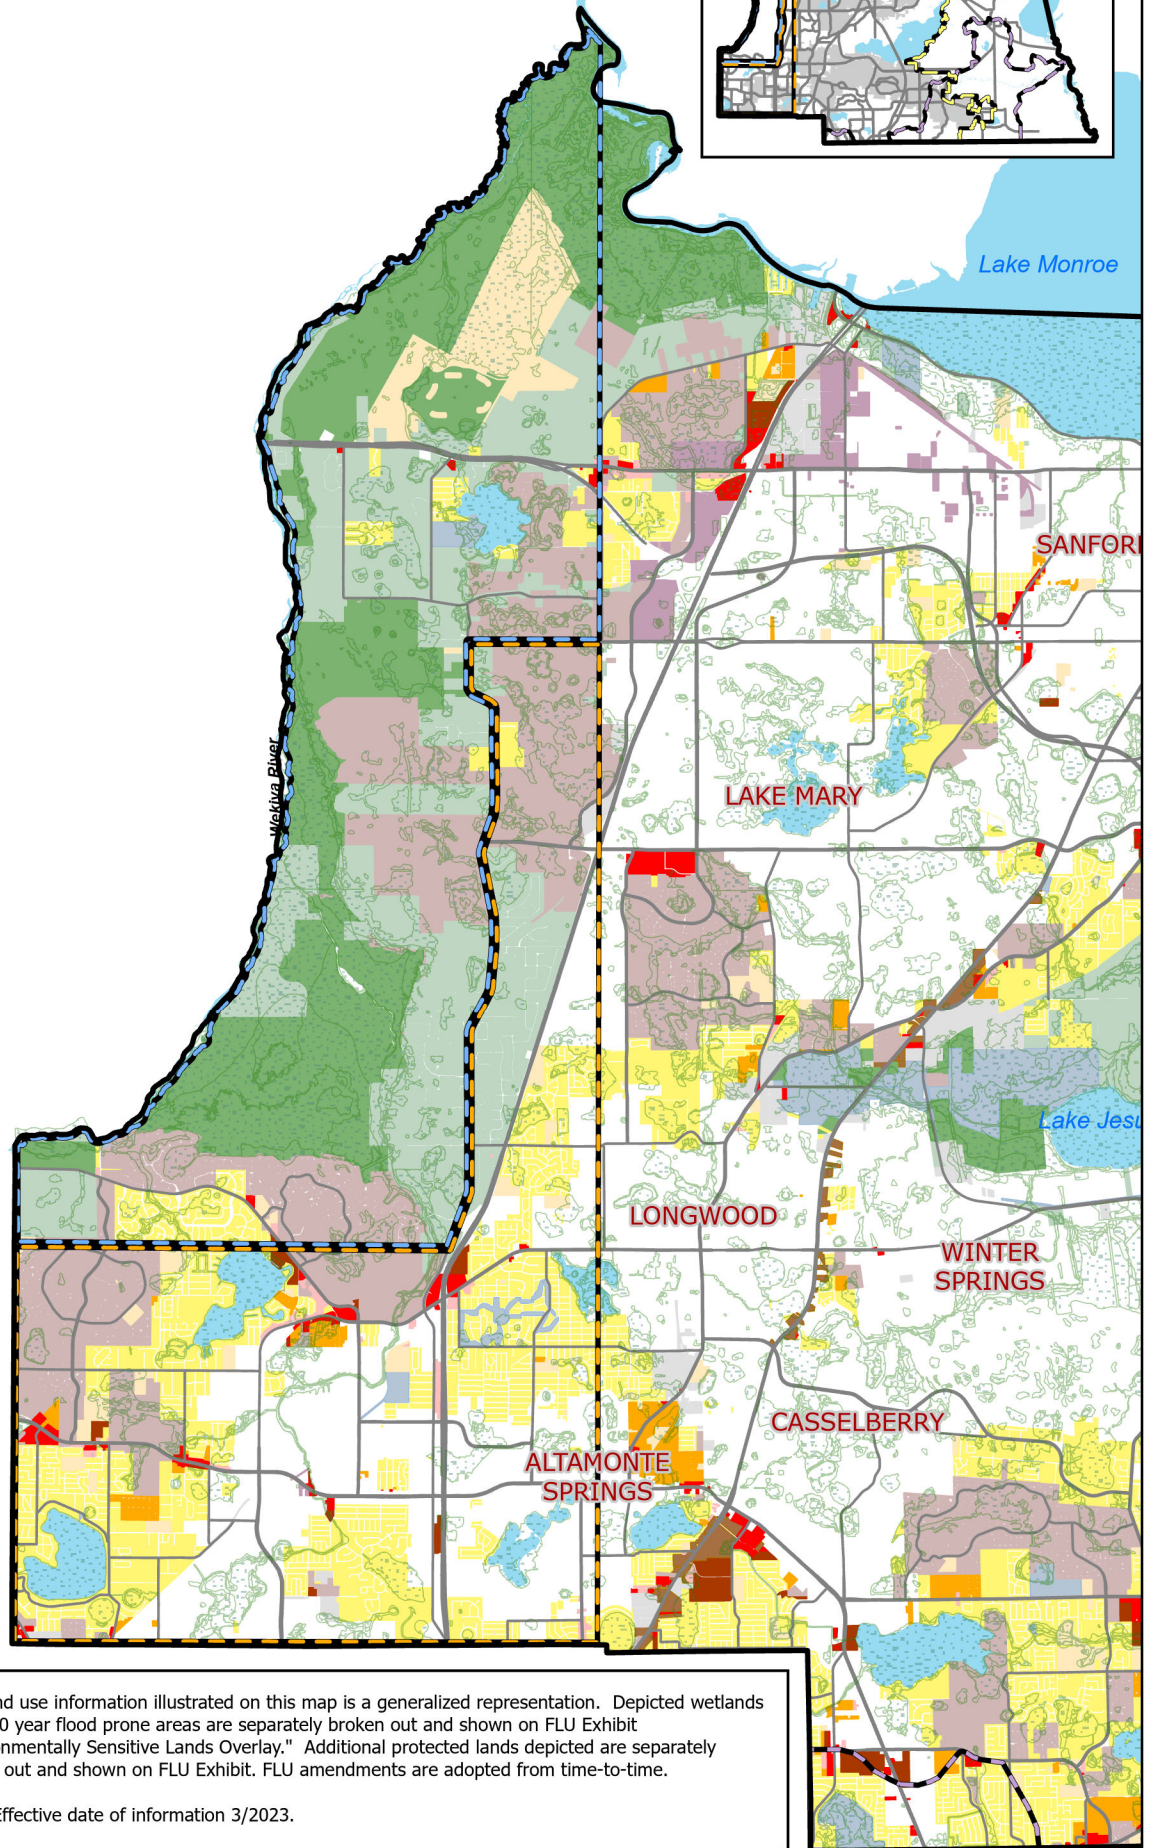 Lake Monroe
SANFOR
Wekiva River
LAKE MARY
Lake Jes
LONGWOOD
WINTER
SPRINGS
CASSELBERRY
ALTAMONTE
SPRINGS
nd use information illustrated on this map is a generalized representation. Depicted wetlands
0 year flood prone areas are separately broken out and shown on FLU Exhibit
onmentally Sensitive Lands Overlay." Additional protected lands depicted are separately
out and shown on FLU Exhibit. FLU amendments are adopted from time-to-time.
Effective date of information 3/2023.